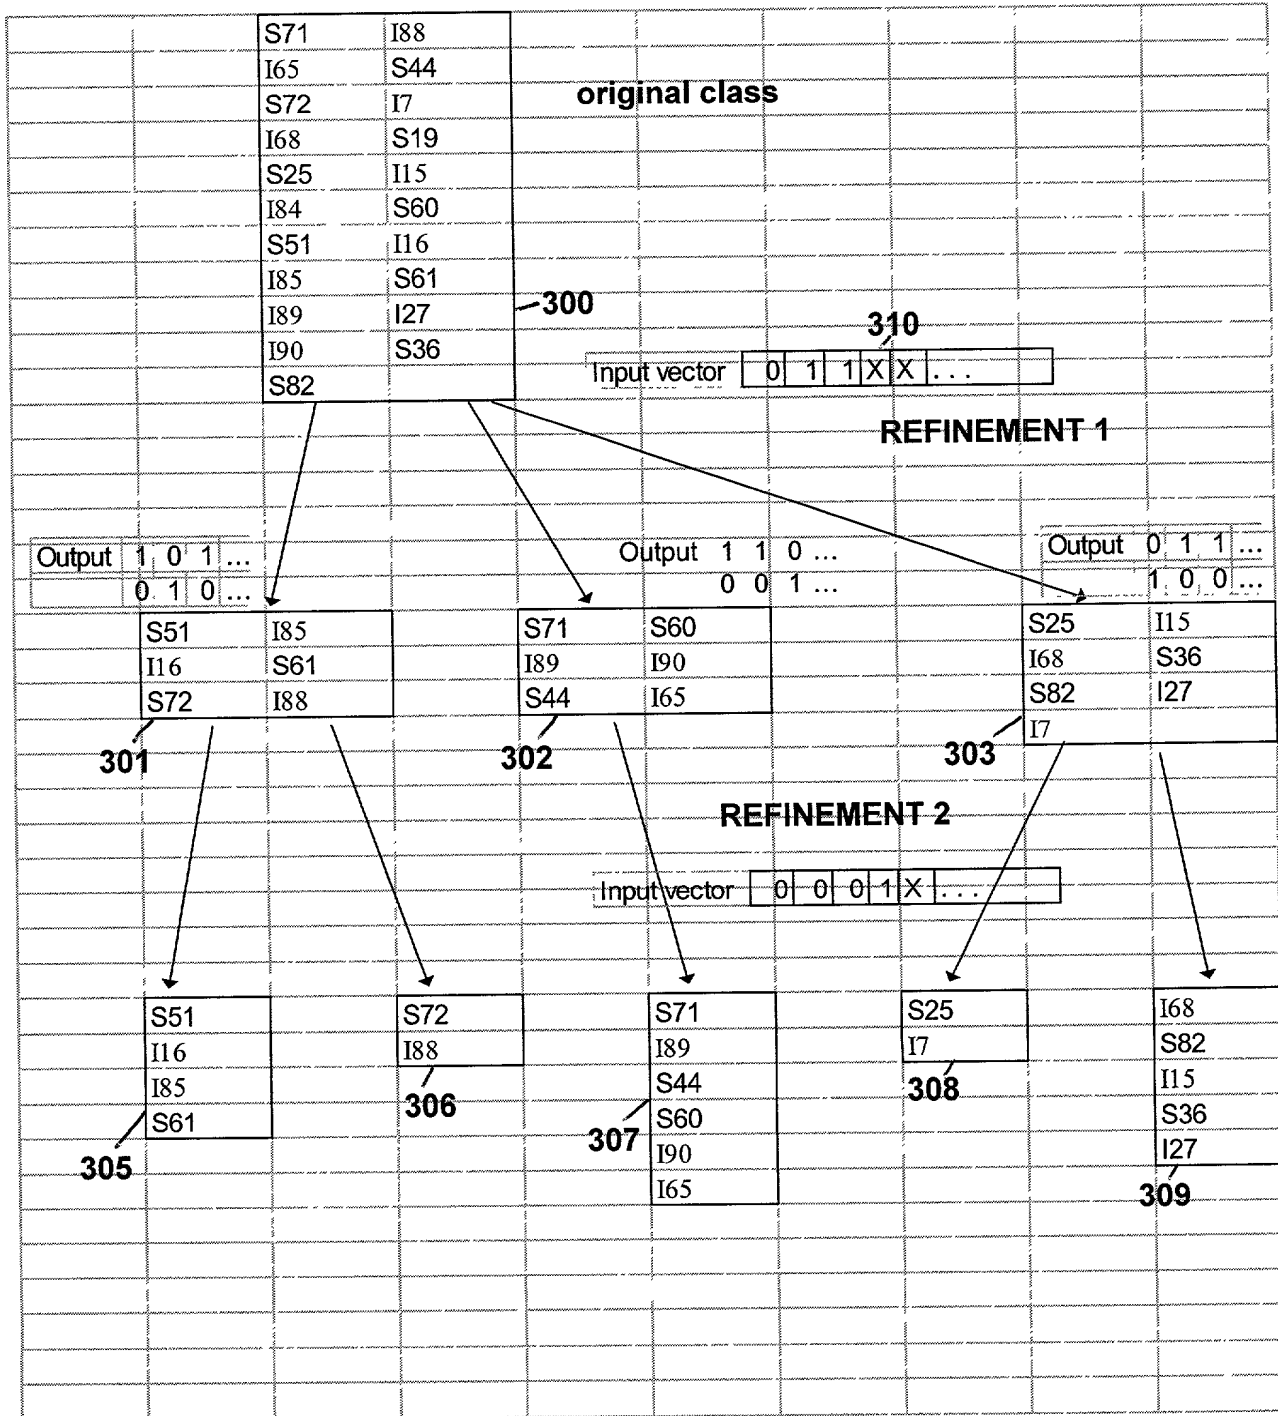 S71 I88
I65 S44
original class
S72 I7
I68 S19
S25 I15
I84 S60
S51 I16
I85 S61
300
I89 I27
310
I90 S36
Input vector 0 1 1 X X . . .
S82
REFINEMENT 1
Output 1 0 1 ...
0 1 0 ...
Output 1 1 0 ...
0 0 1 ...
Output 0 1 1 ...
1 0 0 ...
S51 I85
I16 S61
S72 I88
301
S71 S60
I89 I90
S44 I65
302
S25 I15
I68 S36
S82 I27
I7
303
REFINEMENT 2
Input vector 0 0 0 1 X . . .
S51
I16
I85
S61
305
S72
I88
306
S71
I89
S44
S60
I90
I65
307
S25
I7
308
I68
S82
I15
S36
I27
309